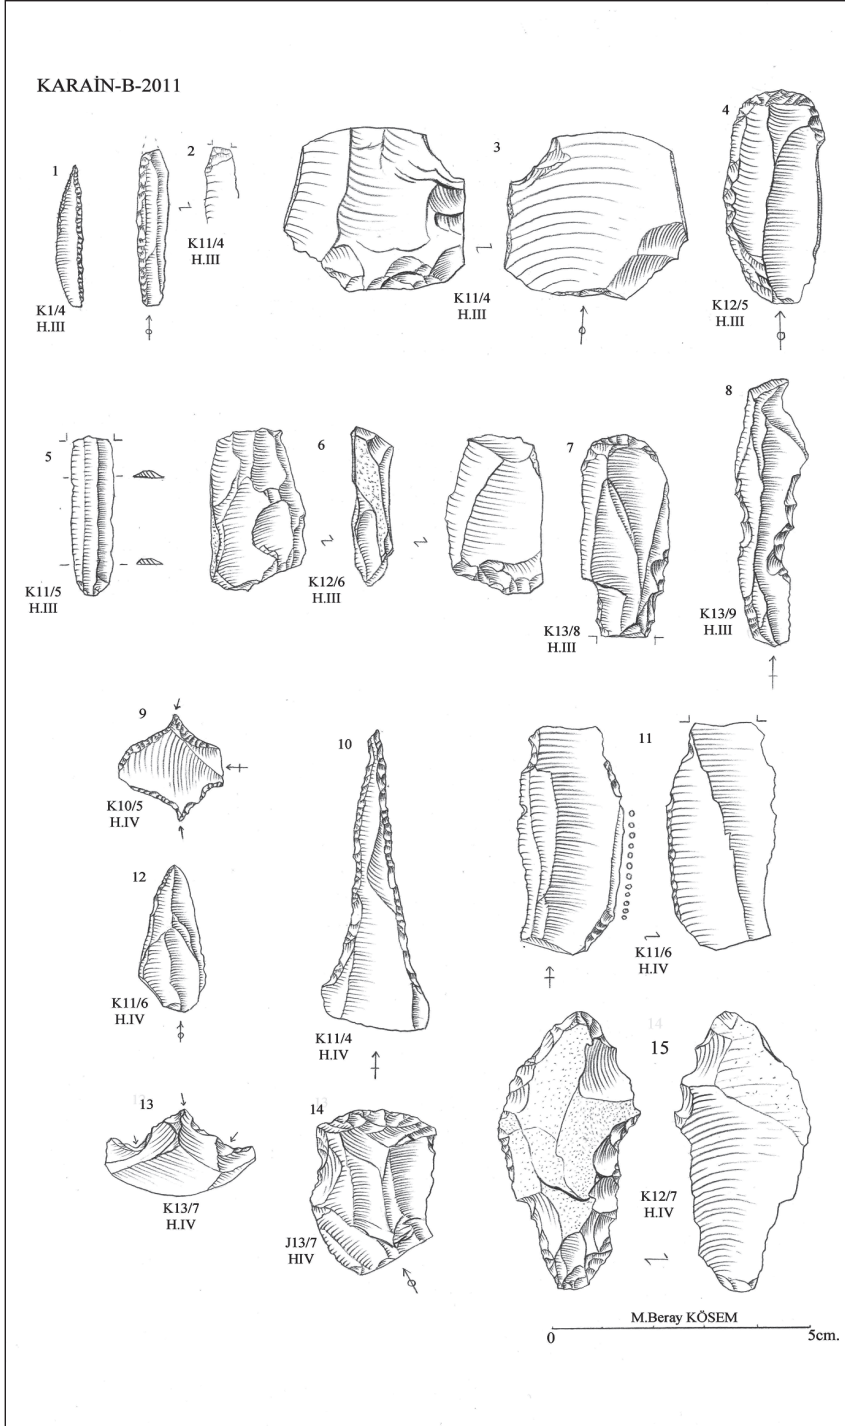 KARAİN-B-2011
1
K1/4
H.III
2
K11/4
H.III
3
K11/4
H.III
4
K12/5
H.III
5
K11/5
H.III
6
K12/6
H.III
7
K13/8
H.III
8
K13/9
H.III
9
K10/5
H.IV
10
K11/4
H.IV
11
K11/6
H.IV
12
K11/6
H.IV
13
K13/7
H.IV
14
J13/7
HIV
15
K12/7
H.IV
M.Beray KÖSEM
0
5cm.